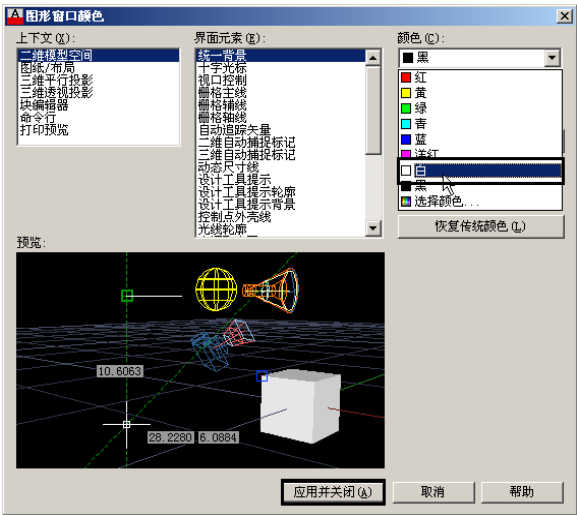 图形窗口颜色
上下文(X):
二维模型空间
图纸/布局
三维平行投影
三维透视投影
块编辑器
命令行
打印预览
界面元素(E):
统一背景
十字光标
视口控制
栅格主线
栅格辅线
栅格轴线
自动追踪矢量
二维自动捕捉标记
三维自动捕捉标记
动态尺寸线
设计工具提示
设计工具提示轮廓
设计工具提示背景
控制点外壳线
光线轮廓
颜色(C):
黑
红
黄
绿
青
蓝
洋红
白
黑
选择颜色...
恢复传统颜色(L)
预览:
10.6063
28.2280 6.0884
应用并关闭(A)
取消
帮助